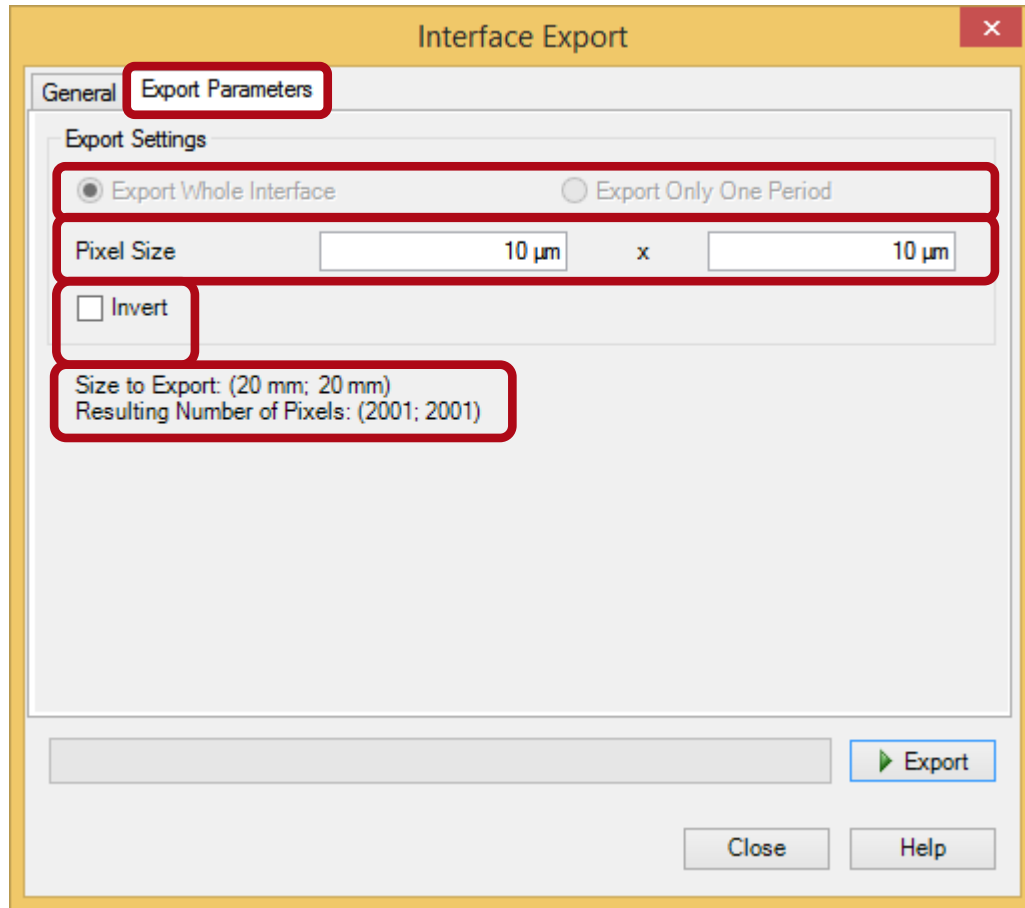 Interface Export
General Export Parameters
Export Settings
Export Whole Interface Export Only One Period
Pixel Size 10 µm x 10 µm
Invert
Size to Export: (20 mm; 20 mm)
Resulting Number of Pixels: (2001; 2001)
Export
Close Help